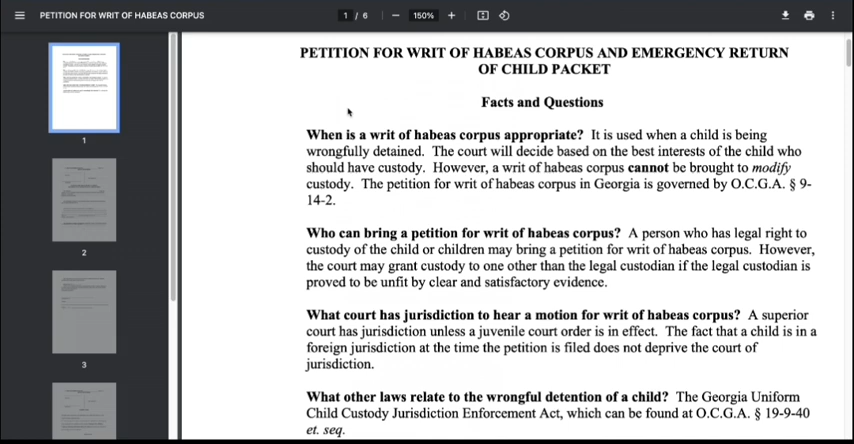 PETITION FOR WRIT OF HABEAS CORPUS
1 / 6
150%
PETITION FOR WRIT OF HABEAS CORPUS AND EMERGENCY RETURN
OF CHILD PACKET
Facts and Questions
When is a writ of habeas corpus appropriate? It is used when a child is being
wrongfully detained. The court will decide based on the best interests of the child who
should have custody. However, a writ of habeas corpus cannot be brought to modify
custody. The petition for writ of habeas corpus in Georgia is governed by O.C.G.A. § 9-
14-2.
Who can bring a petition for writ of habeas corpus? A person who has legal right to
custody of the child or children may bring a petition for writ of habeas corpus. However,
the court may grant custody to one other than the legal custodian if the legal custodian is
proved to be unfit by clear and satisfactory evidence.
What court has jurisdiction to hear a motion for writ of habeas corpus? A superior
court has jurisdiction unless a juvenile court order is in effect. The fact that a child is in a
foreign jurisdiction at the time the petition is filed does not deprive the court of
jurisdiction.
What other laws relate to the wrongful detention of a child? The Georgia Uniform
Child Custody Jurisdiction Enforcement Act, which can be found at O.C.G.A. § 19-9-40
et. seq.
1
2
3